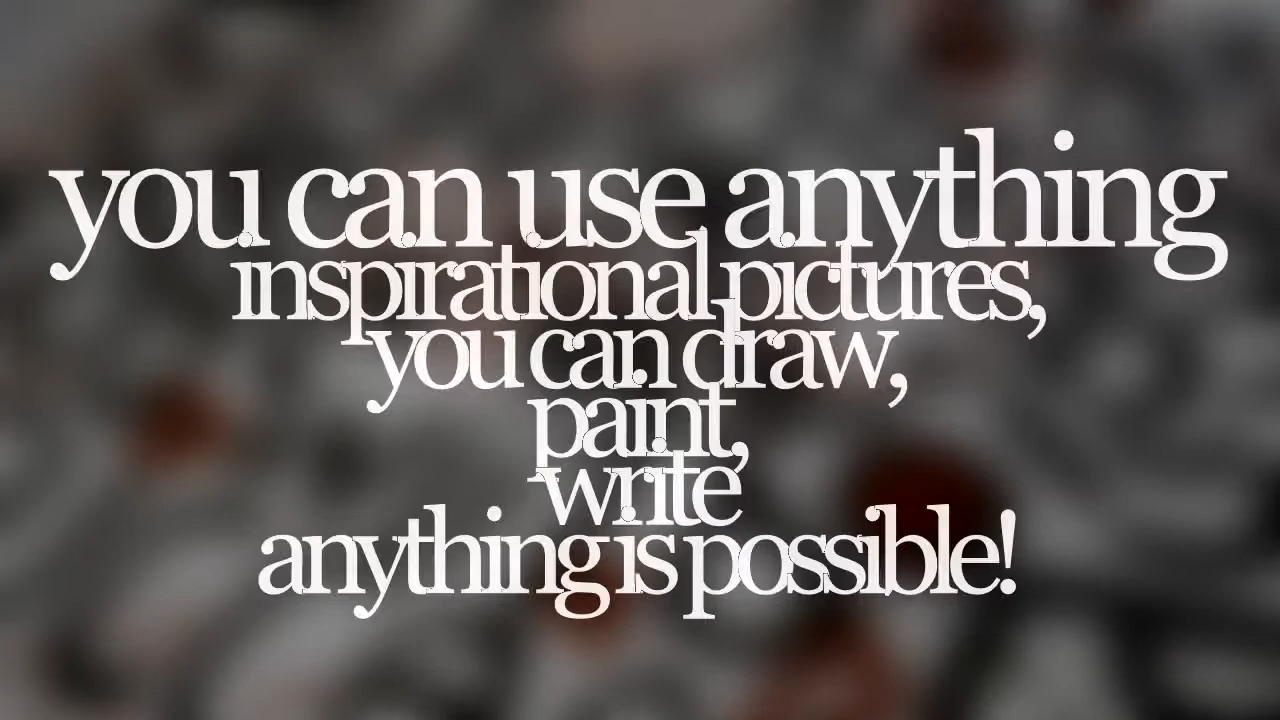 you can use anything
inspirational pictures,
you can draw,
paint,
write
anything is possible!